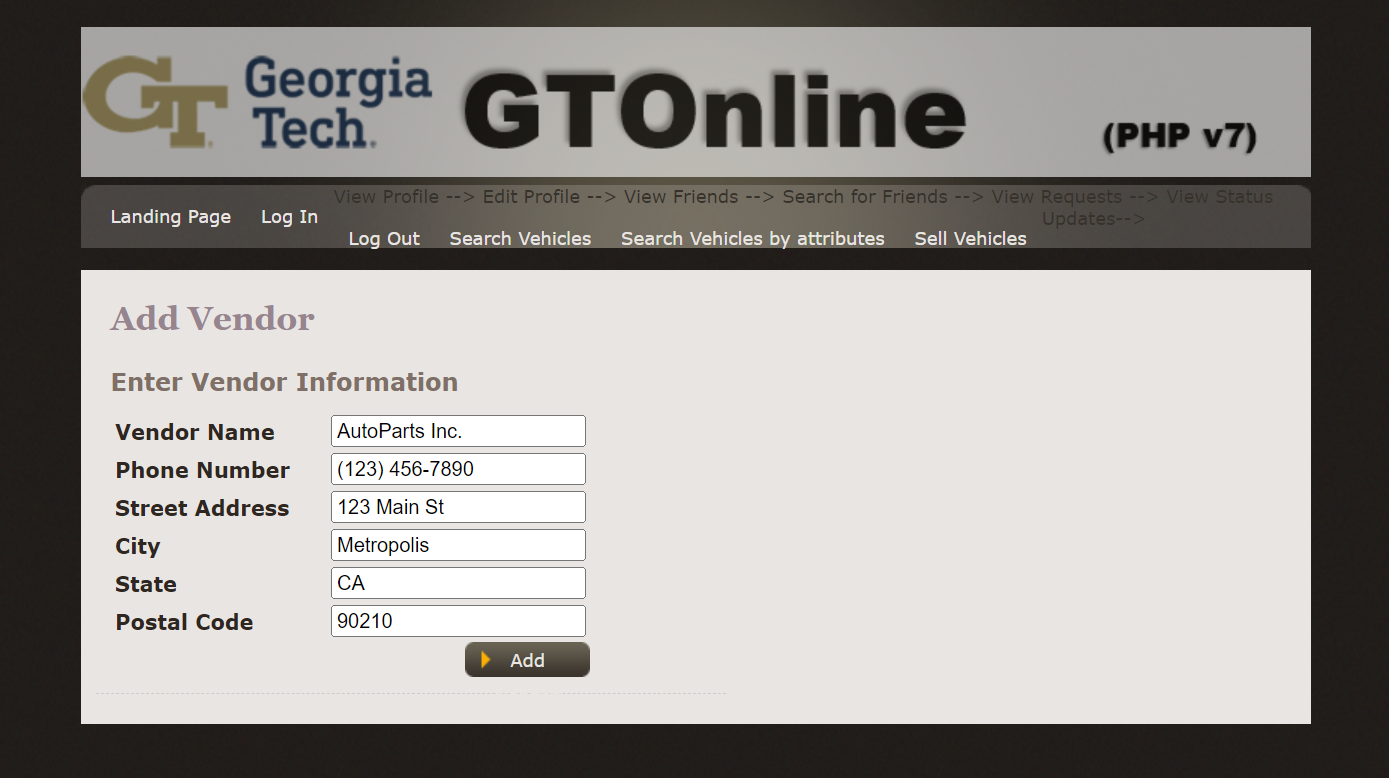 GT Georgia Tech. GTOnline (PHP v7)
View Profile --> Edit Profile --> View Friends --> Search for Friends --> View Requests --> View Status
Updates-->
Landing Page Log In
Log Out Search Vehicles Search Vehicles by attributes Sell Vehicles
Add Vendor
Enter Vendor Information
Vendor Name AutoParts Inc.
Phone Number (123) 456-7890
Street Address 123 Main St
City Metropolis
State CA
Postal Code 90210
Add